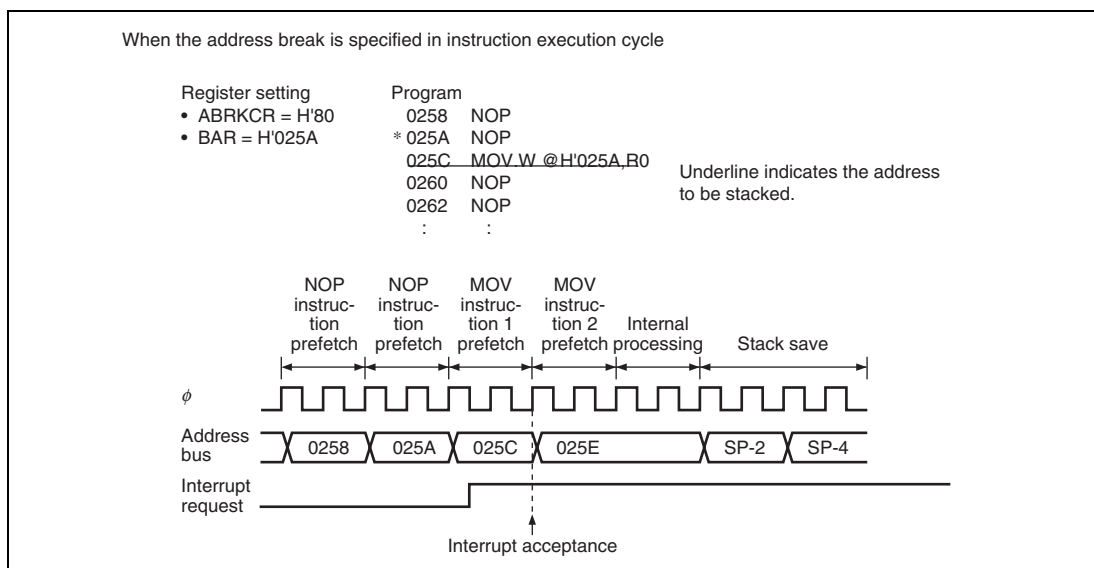 When the address break is specified in instruction execution cycle
Register setting
• ABRKCR = H'80
• BAR = H'025A
Program
0258 NOP
* 025A NOP
025C MOV.W @H'025A,R0
0260 NOP
0262 NOP
: :
Underline indicates the address
to be stacked.
NOP
instruc-
tion
prefetch
NOP
instruc-
tion
prefetch
MOV
instruc-
tion 1
prefetch
MOV
instruc-
tion 2
prefetch
Internal
processing
Stack save
φ
Address
bus
0258 025A 025C 025E SP-2 SP-4
Interrupt
request
Interrupt acceptance